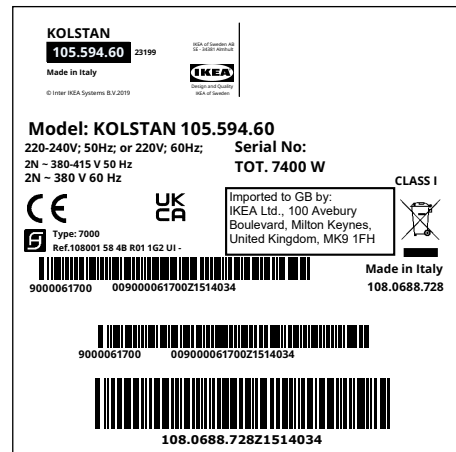 KOLSTAN
105.594.60 23199
Made in Italy
© Inter IKEA Systems B.V.2019
IKEA of Sweden AB
SE - 34381 Älmhult
IKEA
Design and Quality
IKEA of Sweden
Model: KOLSTAN 105.594.60
220-240V; 50Hz; or 220V; 60Hz;
2N ~ 380-415 V 50 Hz
2N ~ 380 V 60 Hz
Serial No:
TOT. 7400 W
CLASS I
CE
UK
CA
Imported to GB by:
IKEA Ltd., 100 Avebury
Boulevard, Milton Keynes,
United Kingdom, MK9 1FH
Type: 7000
Ref.108001 58 4B R01 1G2 UI -
9000061700 009000061700Z1514034
Made in Italy
108.0688.728
9000061700 009000061700Z1514034
108.0688.728Z1514034